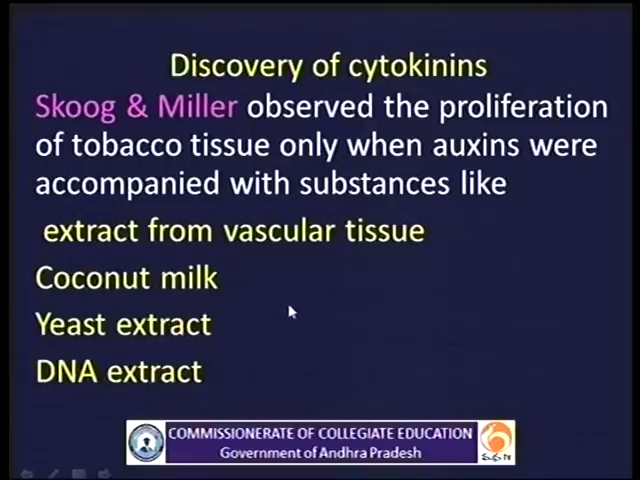 Discovery of cytokinins
Skoog & Miller observed the proliferation
of tobacco tissue only when auxins were
accompanied with substances like
extract from vascular tissue
Coconut milk
Yeast extract
DNA extract
COMMISSIONERATE OF COLLEGIATE EDUCATION
Government of Andhra Pradesh